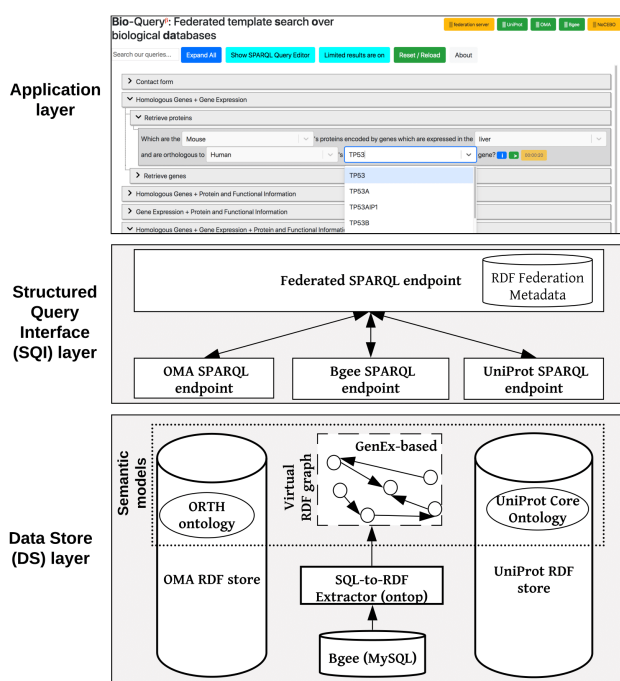 Bio-Queryᵝ: Federated template search over
biological databases
federation server
UniProt
OMA
Bgee
NeXtProt
Search our queries...
Expand All
Show SPARQL Query Editor
Limited results are on
Reset / Reload
About
Application
layer
Contact form
Homologous Genes + Gene Expression
Retrieve proteins
Which are the Mouse 's proteins encoded by genes which are expressed in the liver
and are orthologous to Human 's TP53 gene? i 00:00:20
TP53
TP53A
TP53AIP1
TP53B
Retrieve genes
Homologous Genes + Protein and Functional Information
Gene Expression + Protein and Functional Information
Homologous Genes + Gene Expression + Protein and Functional Informati
Structured
Query
Interface
(SQI) layer
Federated SPARQL endpoint
RDF Federation
Metadata
OMA SPARQL
endpoint
Bgee SPARQL
endpoint
UniProt SPARQL
endpoint
Data Store
(DS) layer
Semantic
models
ORTH
ontology
OMA RDF store
Virtual
RDF graph
GenEx-based
SQL-to-RDF
Extractor (ontop)
Bgee (MySQL)
UniProt Core
Ontology
UniProt RDF
store